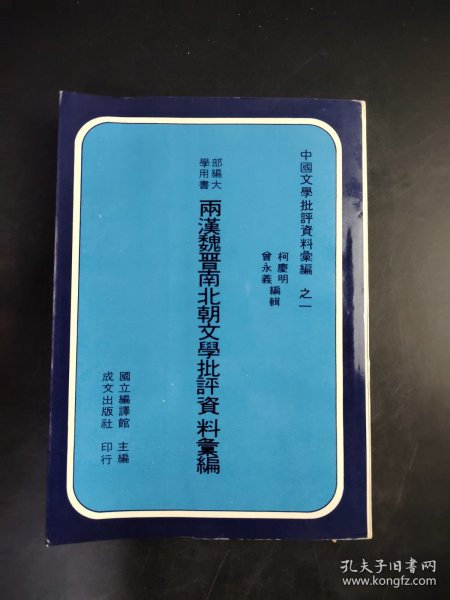 中國文學批評資料彙編 之一
柯慶明
曾永義
編輯
部編大
學用書
兩漢魏晉南北朝文學批評資料彙編
國立編譯館 主編
成文出版社 印行
孔夫子旧书网
www.kongfz.com